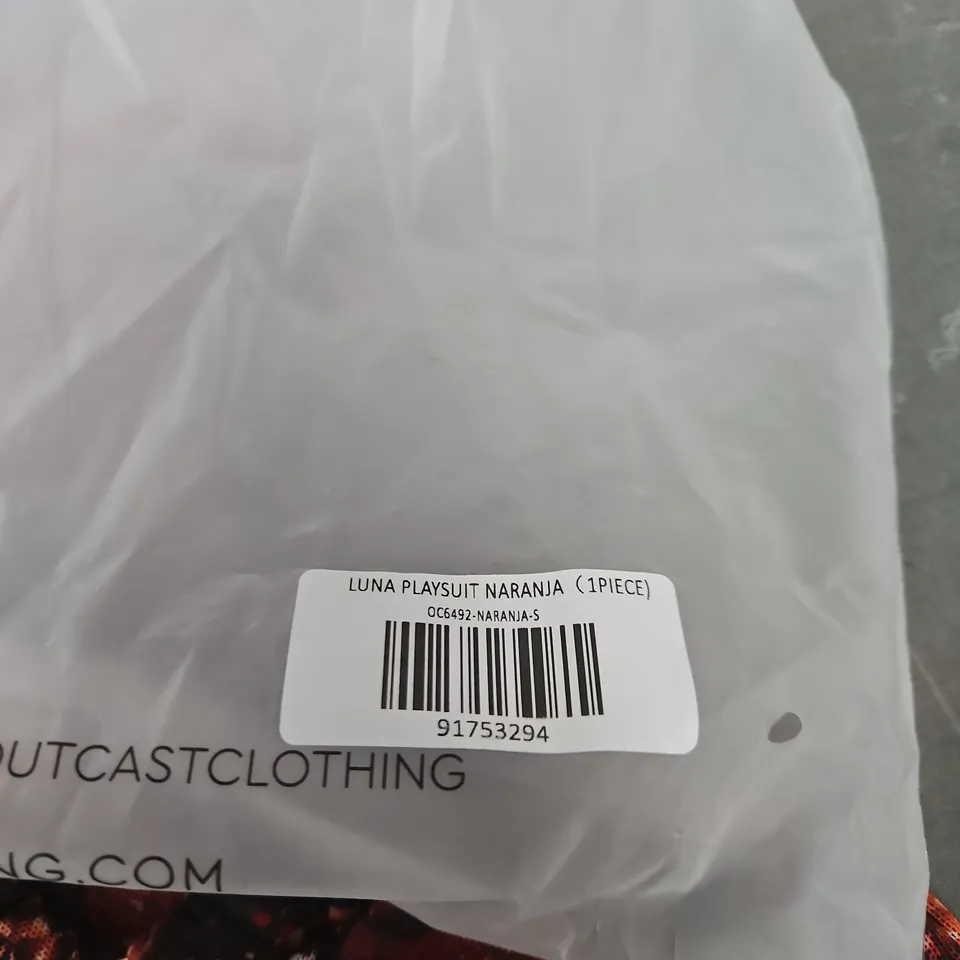 LUNA PLAYSUIT NARANJA（1PIECE)
OC6492-NARANJA-S
91753294
OUTCASTCLOTHING
NG.COM